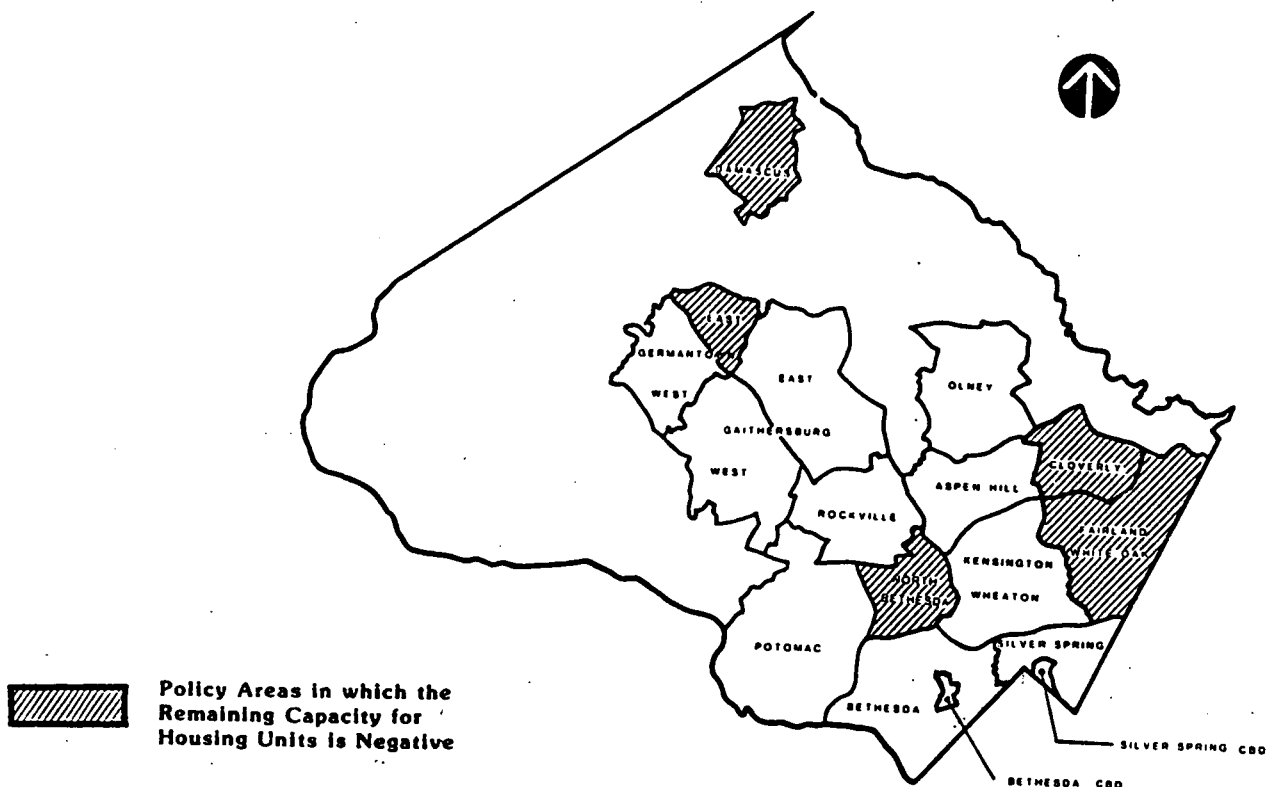 DAMASCUS
EAST
GERMANTOWN
WEST
EAST
OLNEY
GAITHERSBURG
WEST
CLOVERLY
ASPEN HILL
ROCKVILLE
FAIRLAND
WHITE OAK
KENSINGTON
WHEATON
NORTH
BETHESDA
POTOMAC
SILVER SPRING
BETHESDA
SILVER SPRING CBD
BETHESDA CBD
Policy Areas in which the
Remaining Capacity for
Housing Units is Negative